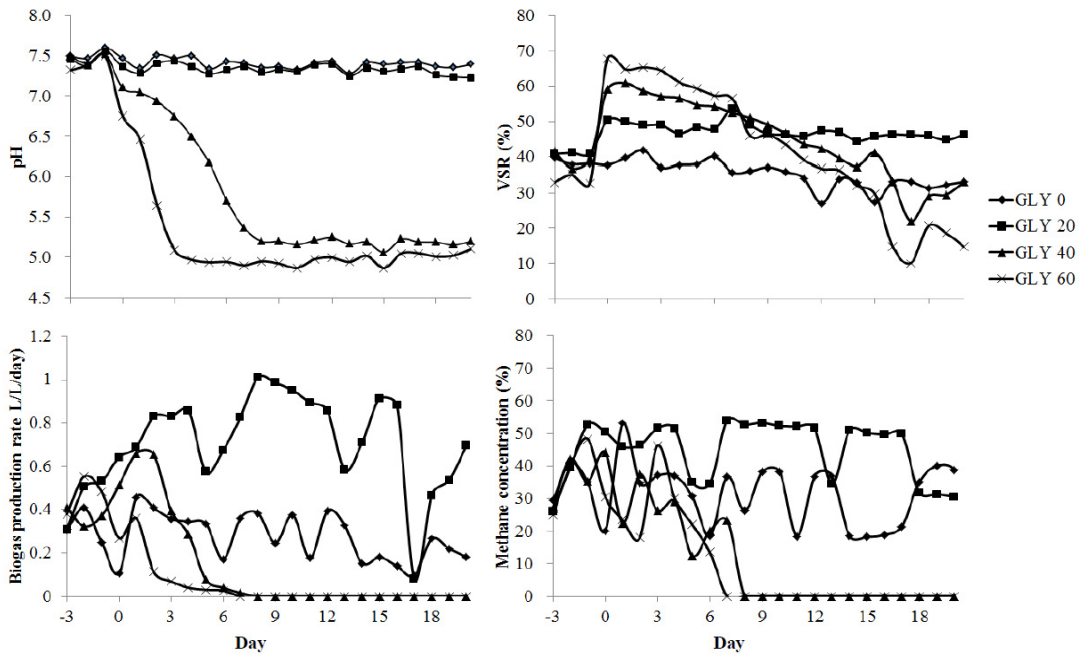 8.0
7.5
7.0
6.5
6.0
5.5
5.0
4.5
pH
80
70
60
50
40
30
20
10
0
VSR (%)
GLY 0
GLY 20
GLY 40
GLY 60
1.2
1
0.8
0.6
0.4
0.2
0
Biogas production rate L/L/day)
-3 0 3 6 9 12 15 18
Day
80
70
60
50
40
30
20
10
0
Methane concentration (%)
-3 0 3 6 9 12 15 18
Day